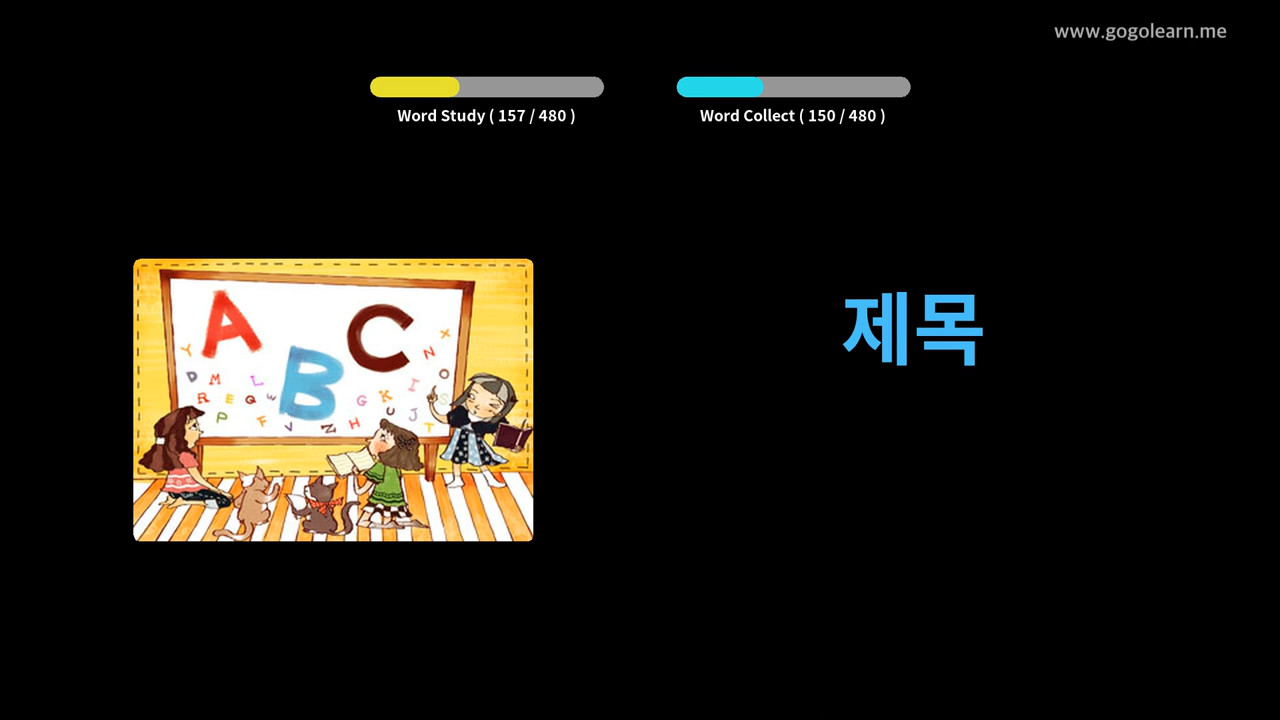 www.gogolearn.me
Word Study ( 157 / 480 )
Word Collect ( 150 / 480 )
제목
A
B
C
Y
X
N
O
D
M
L
I
R
E
Q
W
G
K
S
P
F
V
Z
H
U
J
T